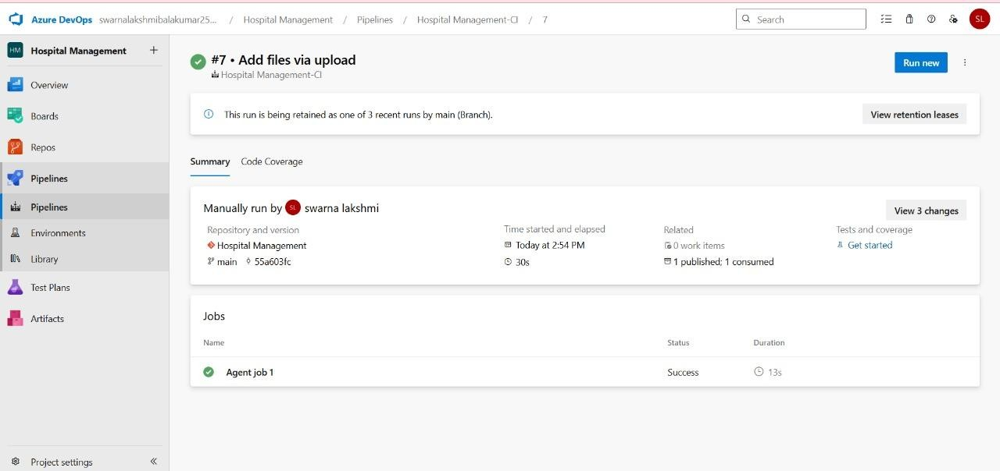 Azure DevOps swarnalakshmibalakumar25... / Hospital Management / Pipelines / Hospital Management-CI / 7 Search SL
HM Hospital Management +
Overview
Boards
Repos
Pipelines
Pipelines
Environments
Library
Test Plans
Artifacts
Project settings
#7 • Add files via upload
Hospital Management-CI
Run new
This run is being retained as one of 3 recent runs by main (Branch).
View retention leases
Summary Code Coverage
Manually run by SL swarna lakshmi
View 3 changes
Repository and version
Hospital Management
main 55a603fc
Time started and elapsed
Today at 2:54 PM
30s
Related
0 work items
1 published; 1 consumed
Tests and coverage
Get started
Jobs
Name Status Duration
Agent job 1 Success 13s